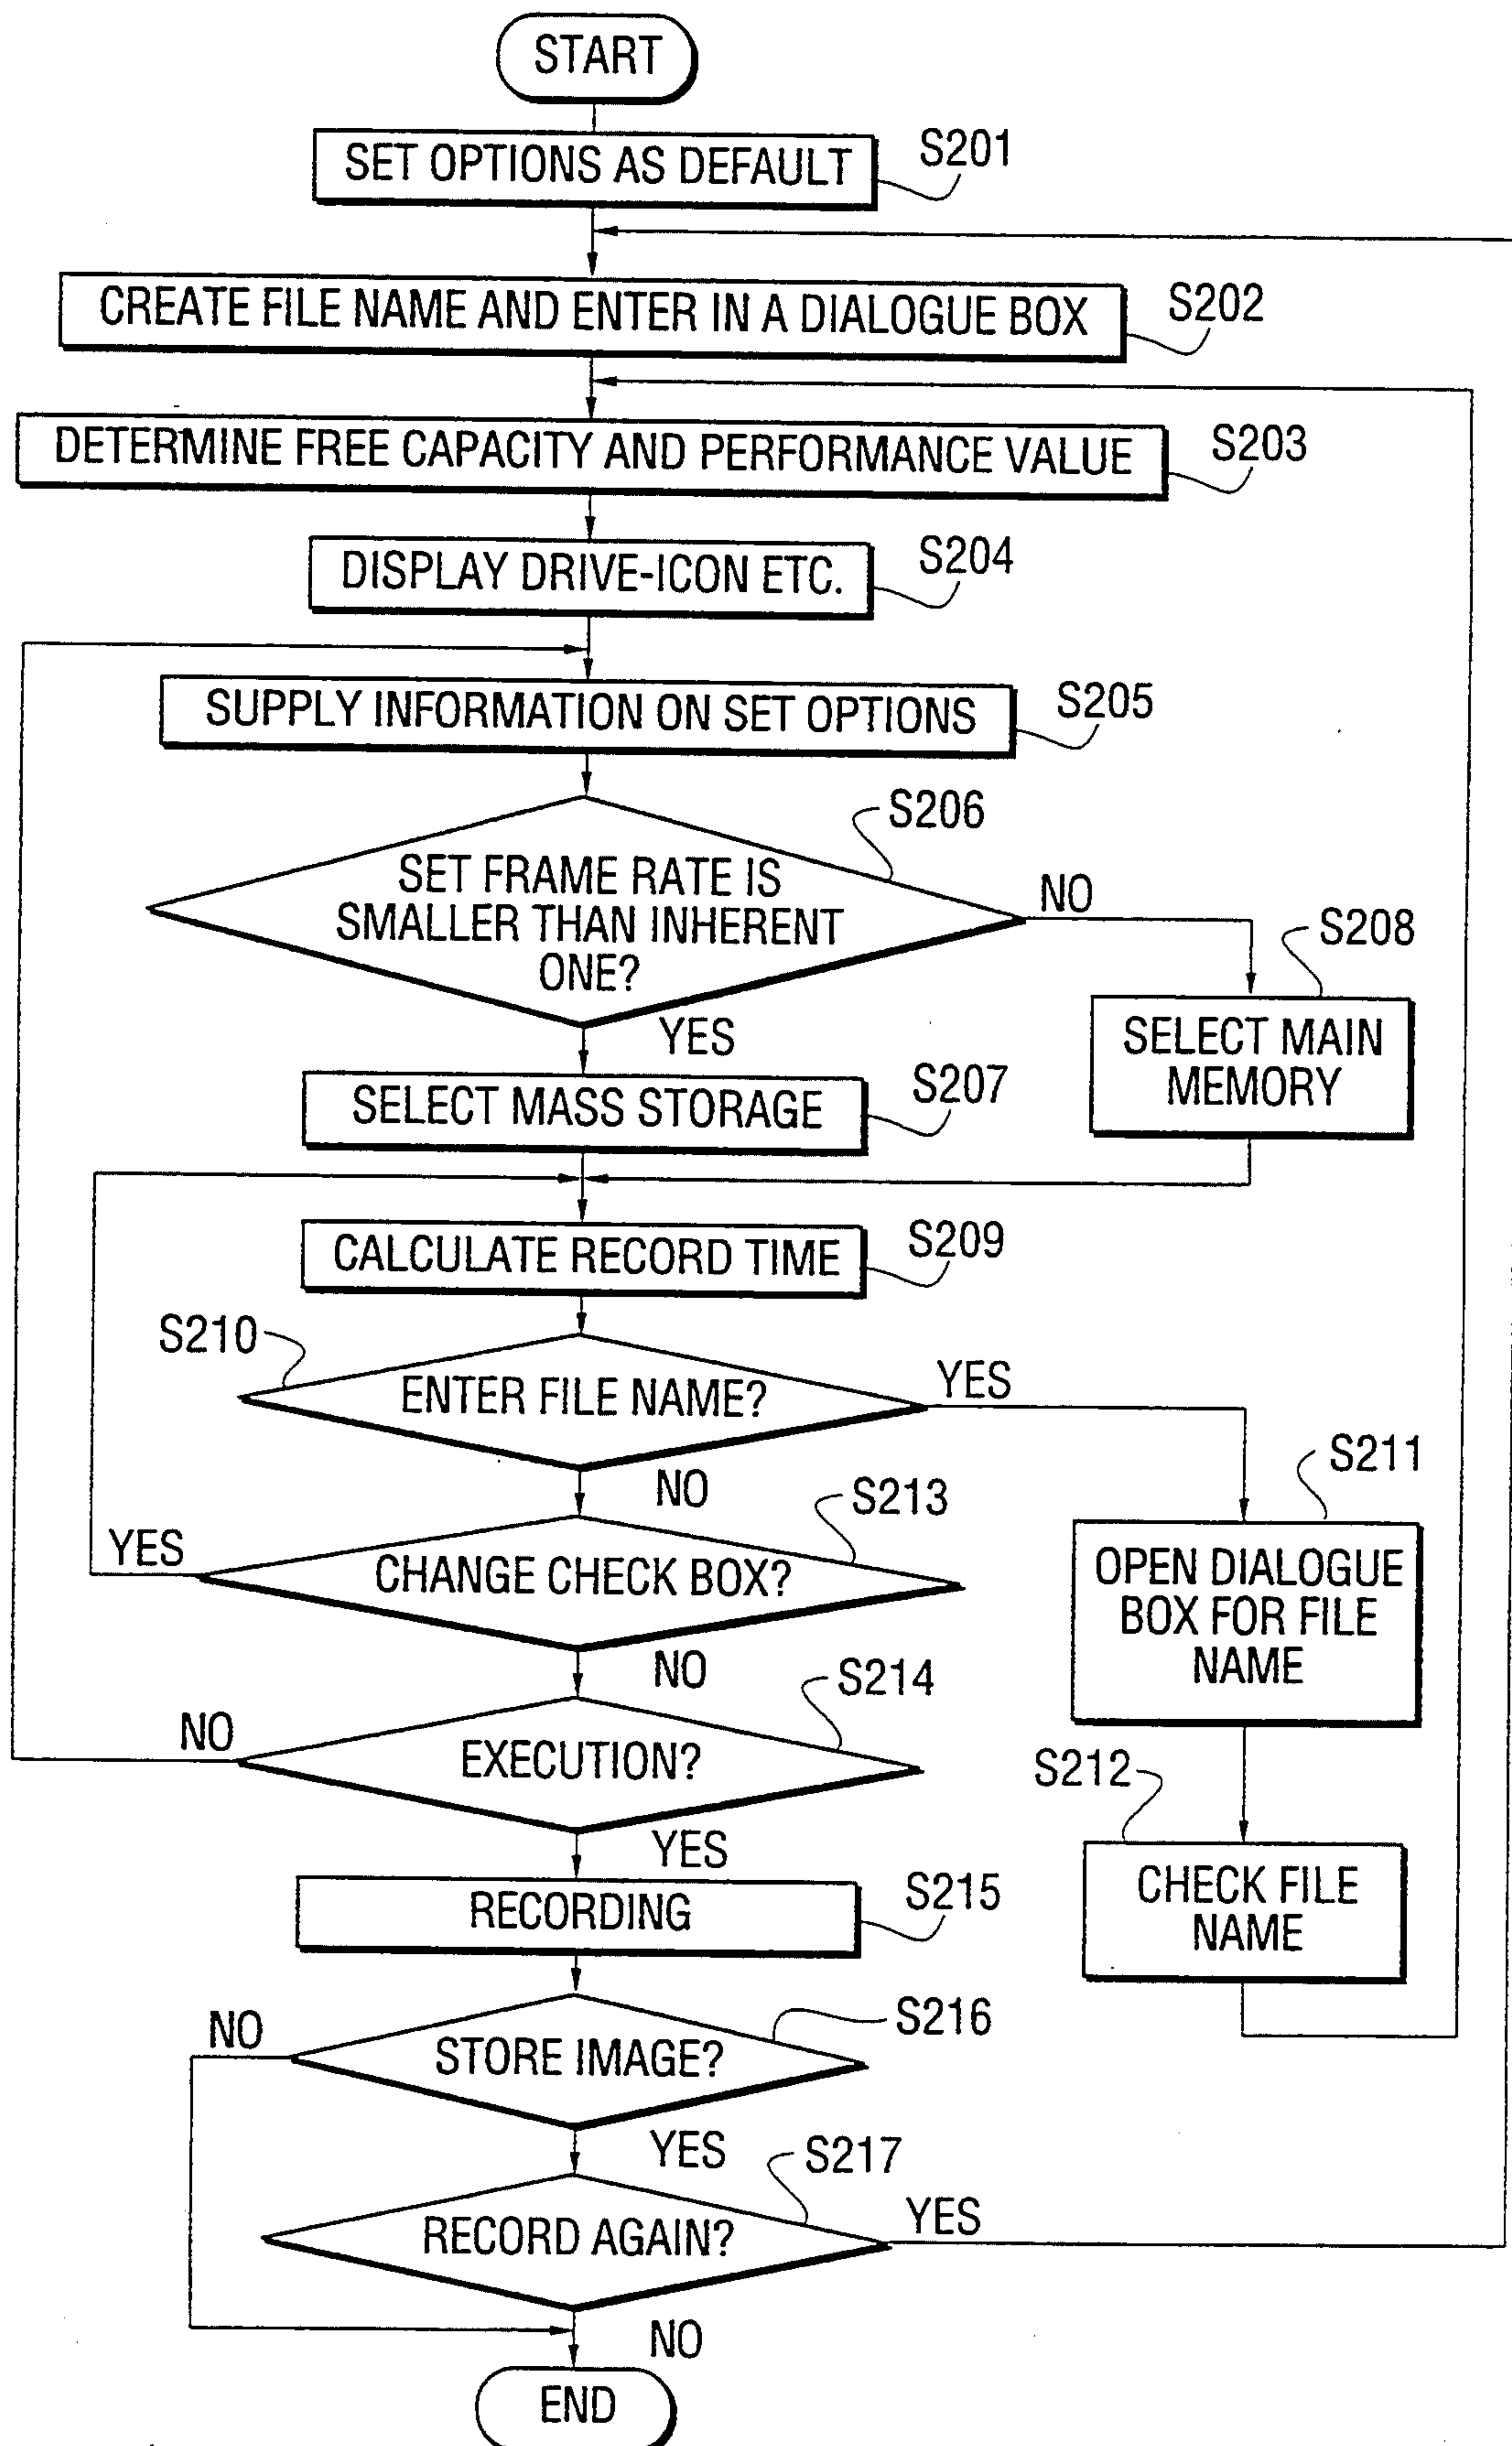 START
SET OPTIONS AS DEFAULT
S201
CREATE FILE NAME AND ENTER IN A DIALOGUE BOX
S202
DETERMINE FREE CAPACITY AND PERFORMANCE VALUE
S203
DISPLAY DRIVE-ICON ETC.
S204
SUPPLY INFORMATION ON SET OPTIONS
S205
S206
SET FRAME RATE IS
SMALLER THAN INHERENT
ONE?
NO
S208
SELECT MAIN
MEMORY
YES
SELECT MASS STORAGE
S207
CALCULATE RECORD TIME
S209
S210
ENTER FILE NAME?
YES
S211
OPEN DIALOGUE
BOX FOR FILE
NAME
NO
S213
YES
CHANGE CHECK BOX?
NO
S214
NO
EXECUTION?
S212
CHECK FILE
NAME
YES
RECORDING
S215
S216
NO
STORE IMAGE?
YES
S217
RECORD AGAIN?
YES
NO
END